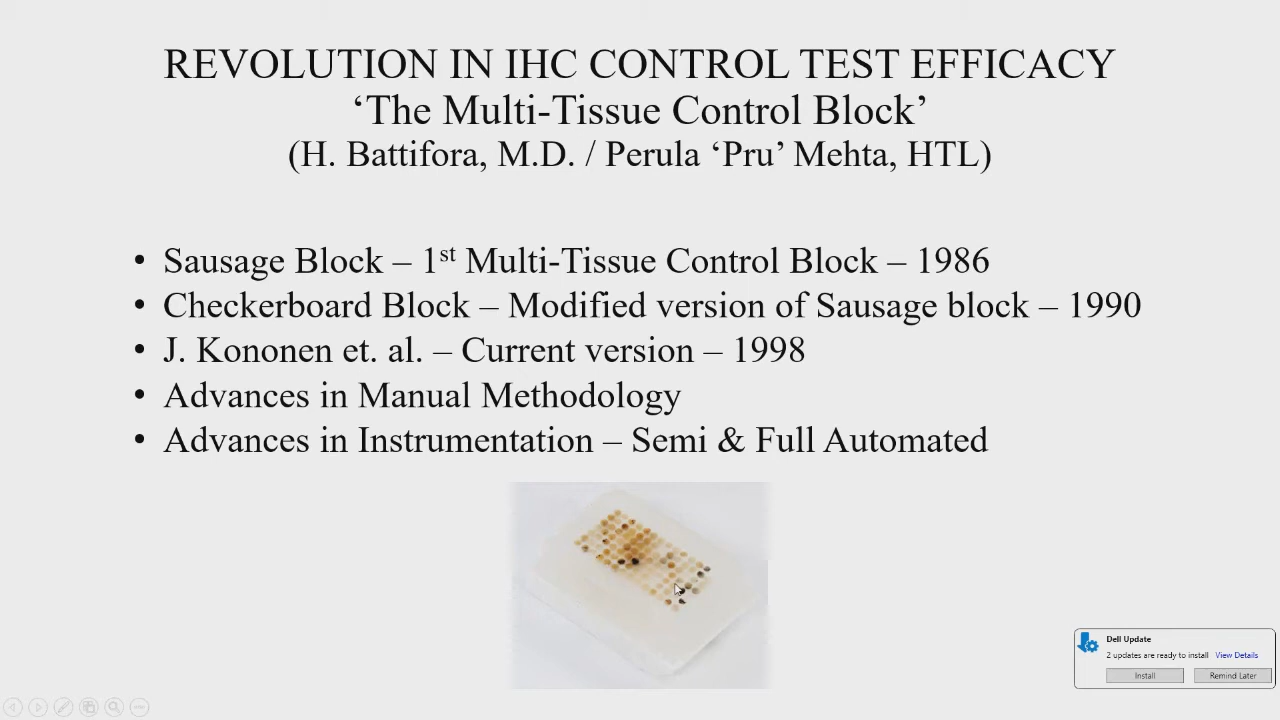 REVOLUTION IN IHC CONTROL TEST EFFICACY
‘The Multi-Tissue Control Block’
(H. Battifora, M.D. / Perula ‘Pru’ Mehta, HTL)
• Sausage Block – 1st Multi-Tissue Control Block – 1986
• Checkerboard Block – Modified version of Sausage block – 1990
• J. Kononen et. al. – Current version – 1998
• Advances in Manual Methodology
• Advances in Instrumentation – Semi & Full Automated
Dell Update
2 updates are ready to install View Details
Install Remind Later